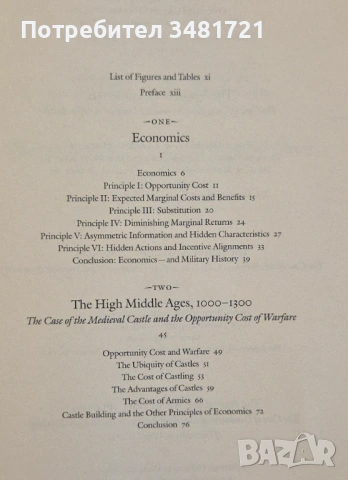 Потребител 3481721
List of Figures and Tables xi
Preface xiii
~ONE~
Economics
1
Economics 6
Principle I: Opportunity Cost 11
Principle II: Expected Marginal Costs and Benefits 15
Principle III: Substitution 20
Principle IV: Diminishing Marginal Returns 24
Principle V: Asymmetric Information and Hidden Characteristics 27
Principle VI: Hidden Actions and Incentive Alignments 33
Conclusion: Economics—and Military History 39
~TWO~
The High Middle Ages, 1000–1300
The Case of the Medieval Castle and the Opportunity Cost of Warfare
45
Opportunity Cost and Warfare 49
The Ubiquity of Castles 51
The Cost of Castling 53
The Advantages of Castles 59
The Cost of Armies 66
Castle Building and the Other Principles of Economics 72
Conclusion 76
BAZAR